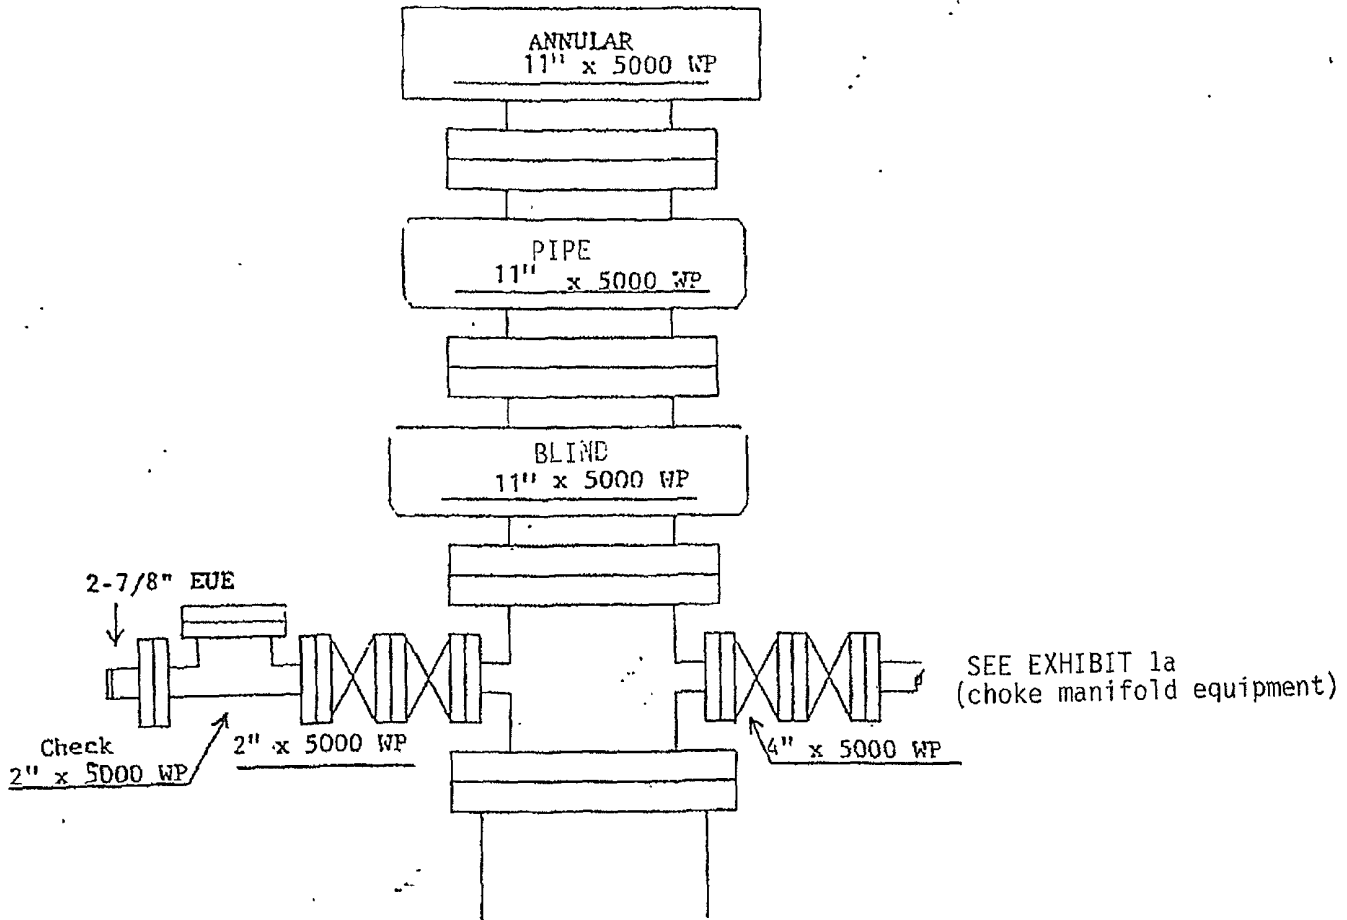 ANNULAR
11" x 5000 WP
PIPE
11" x 5000 WP
BLIND
11" x 5000 WP
2-7/8" EUE
SEE EXHIBIT 1a
(choke manifold equipment)
Check
2" x 5000 WP
2" x 5000 WP
4" x 5000 WP